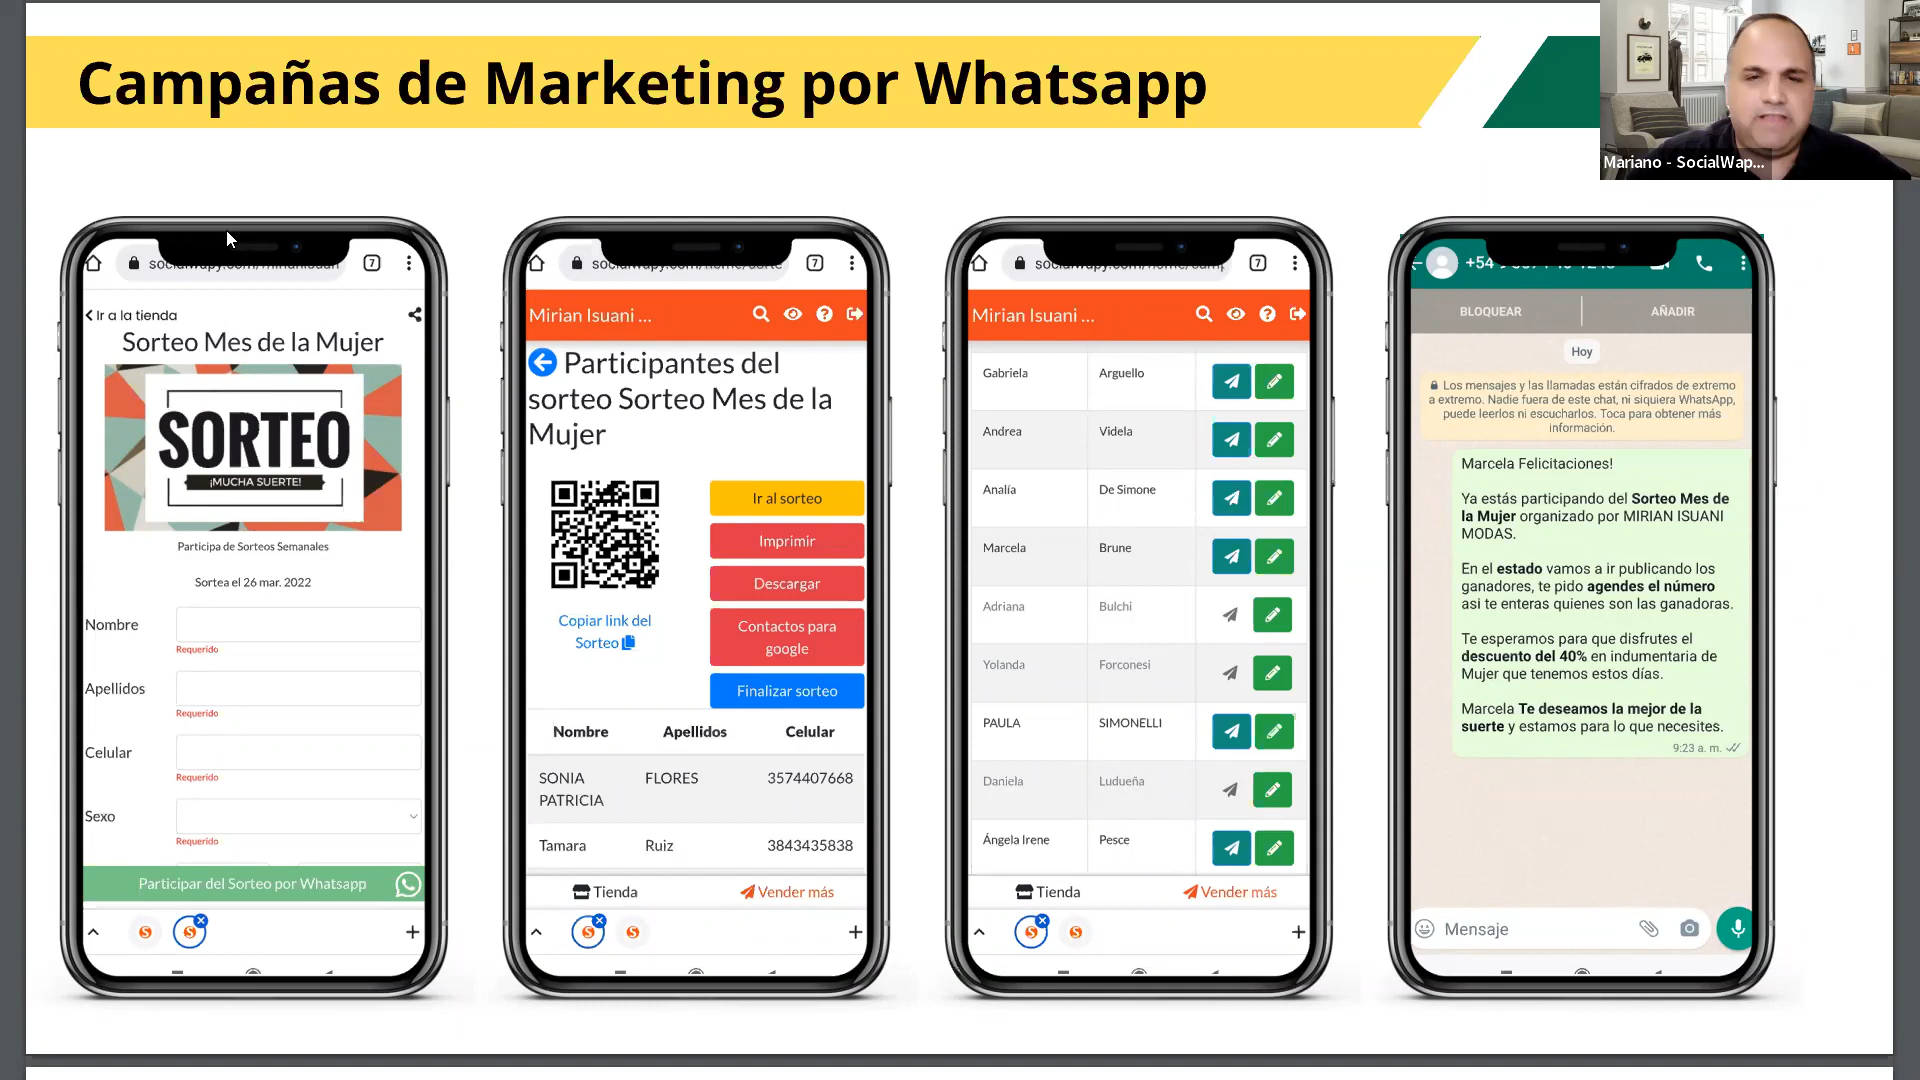 Campañas de Marketing por Whatsapp
Mariano - SocialWap...
7
Ir a la tienda
Sorteo Mes de la Mujer
SORTEO
¡MUCHA SUERTE!
Participa de Sorteos Semanales
Sortea el 26 mar. 2022
Nombre
Requerido
Apellidos
Requerido
Celular
Requerido
Sexo
Requerido
Participar del Sorteo por Whatsapp
7
Mirian Isuani ...
Participantes del
sorteo Sorteo Mes de la
Mujer
Ir al sorteo
Imprimir
Descargar
Contactos para
google
Finalizar sorteo
Copiar link del
Sorteo
Nombre Apellidos Celular
SONIA FLORES 3574407668
PATRICIA
Tamara Ruiz 3843435838
Tienda Vender más
7
Mirian Isuani ...
Gabriela Arguello
Andrea Videla
Analía De Simone
Marcela Brune
Adriana Bulchi
Yolanda Forconesi
PAULA SIMONELLI
Daniela Ludueña
Ángela Irene Pesce
Tienda Vender más
+54
BLOQUEAR AÑADIR
Hoy
Los mensajes y las llamadas están cifrados de extremo
a extremo. Nadie fuera de este chat, ni siquiera WhatsApp,
puede leerlos ni escucharlos. Toca para obtener más
información.
Marcela Felicitaciones!
Ya estás participando del Sorteo Mes de
la Mujer organizado por MIRIAN ISUANI
MODAS.
En el estado vamos a ir publicando los
ganadores, te pido agendes el número
asi te enteras quienes son las ganadoras.
Te esperamos para que disfrutes el
descuento del 40% en indumentaria de
Mujer que tenemos estos días.
Marcela Te deseamos la mejor de la
suerte y estamos para lo que necesites.
9:23 a. m.
Mensaje